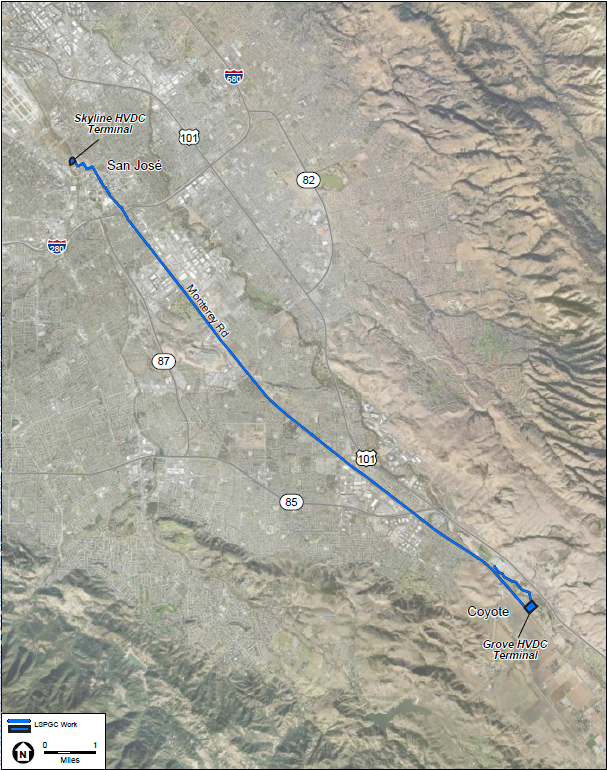 580
Skyline HVDC
Terminal
101
San José
82
280
Monterey Rd
87
101
85
Coyote
Grove HVDC
Terminal
LSPGC Work
N
0 1
Miles